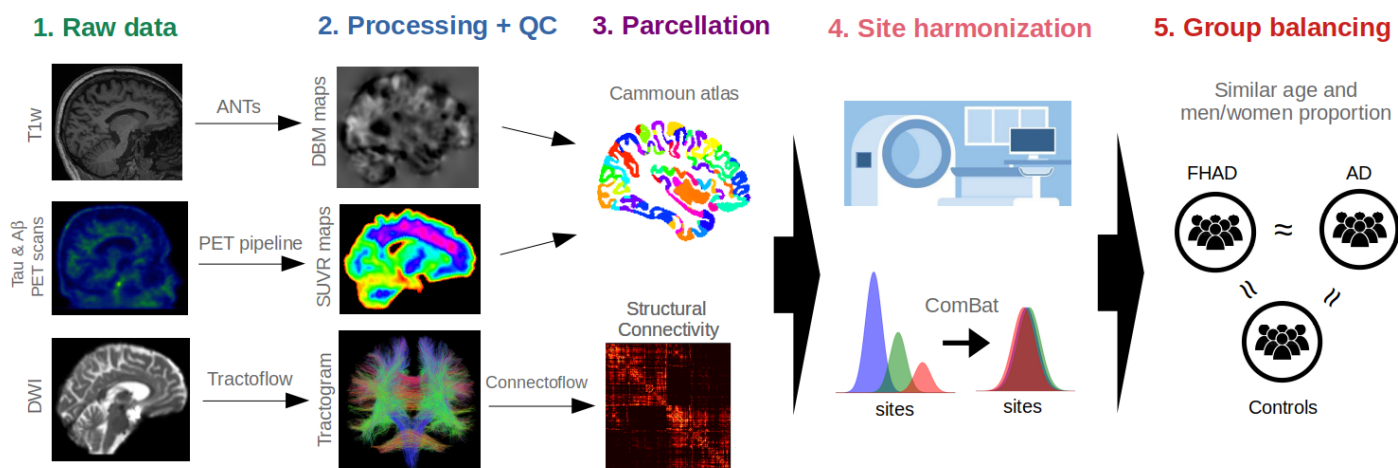 1. Raw data
2. Processing + QC
3. Parcellation
4. Site harmonization
5. Group balancing
T1w
ANTs
DBM maps
Cammoun atlas
Similar age and
men/women proportion
FHAD
AD
≈
Tau & Aβ
PET scans
PET pipeline
SUVR maps
≈
≈
Structural
Connectivity
ComBat
DWI
Tractoflow
Tractogram
Connectoflow
sites
sites
Controls